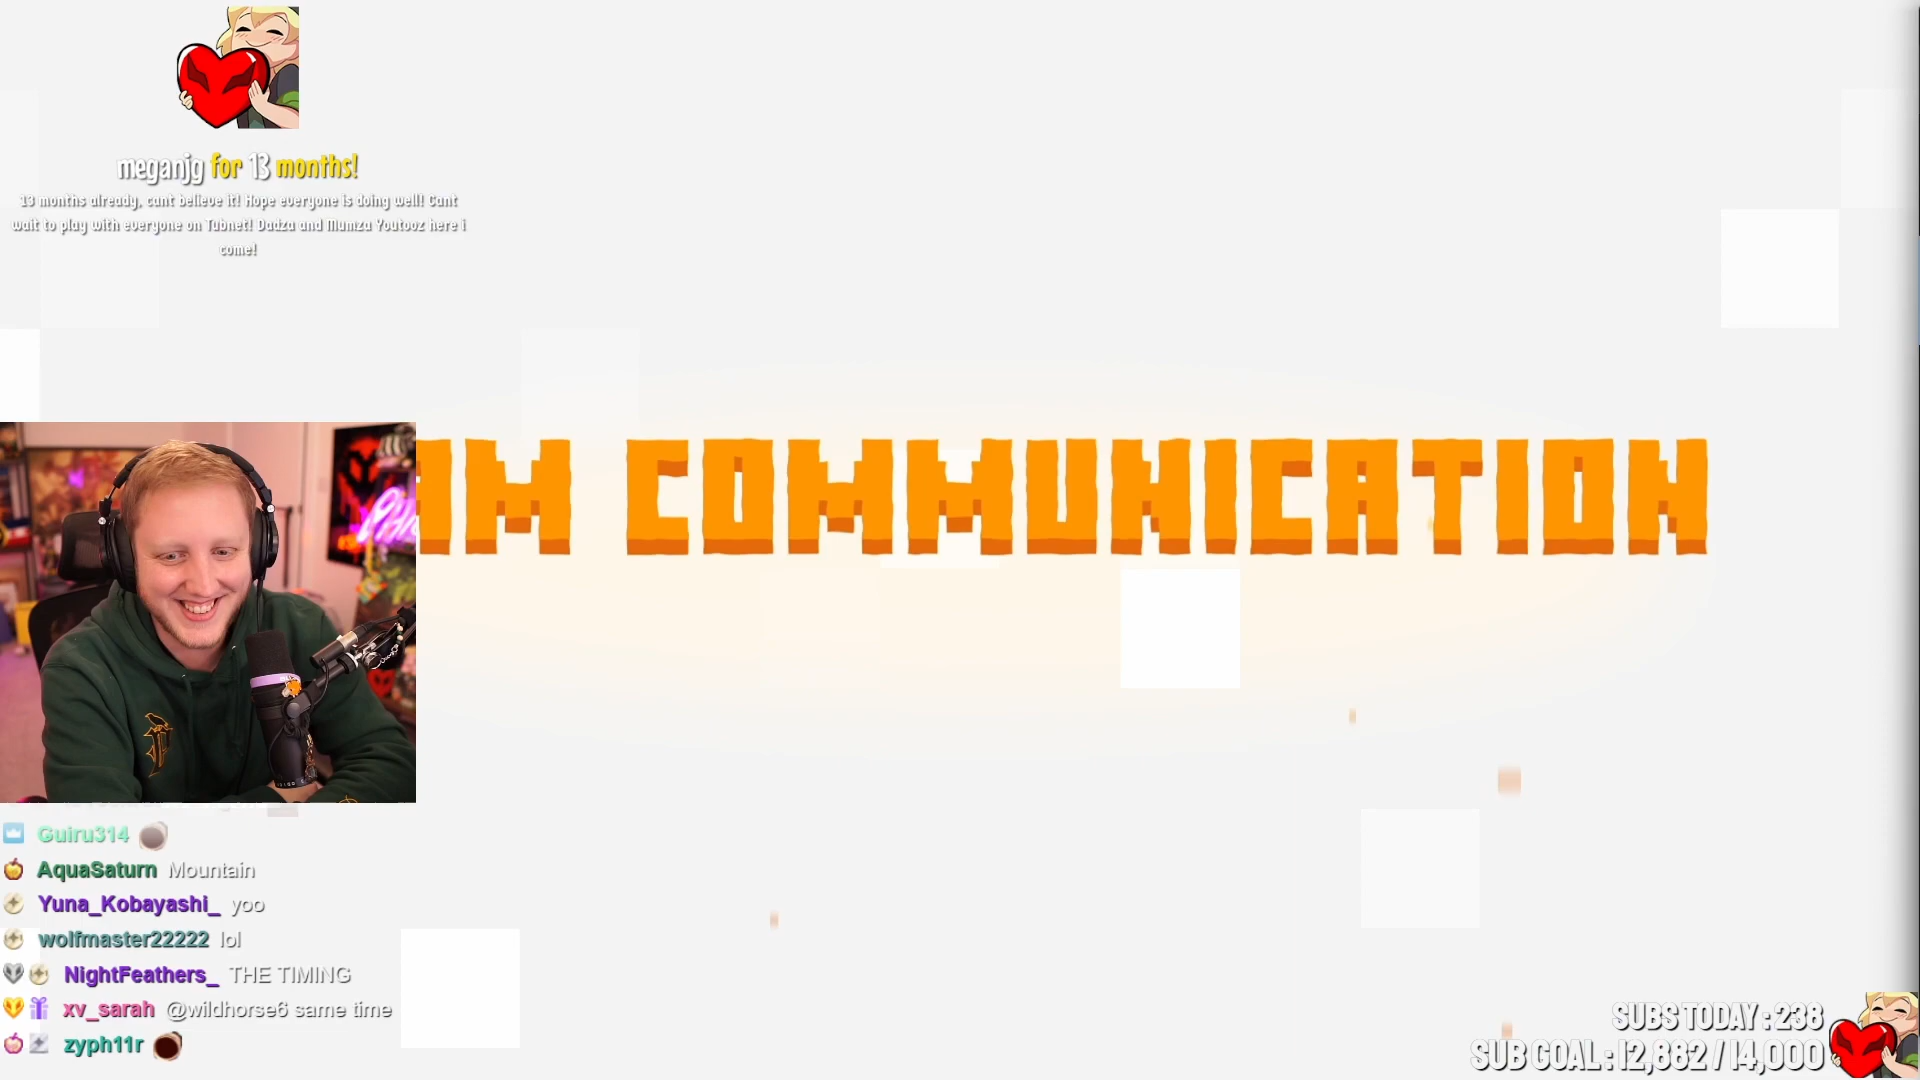 meganjg for 13 months!
13 months already, cant believe it! Hope everyone is doing well! Cant
wait to play with everyone on Tubnet! Dadza and Mumza Youtooz here i
come!
AM COMMUNICATION
Guiru314
AquaSaturn Mountain
Yuna_Kobayashi_ yoo
wolfmaster22222 lol
NightFeathers_ THE TIMING
xv_sarah @wildhorse6 same time
zyph11r
SUBS TODAY : 238
SUB GOAL : 12,882 / 14,000